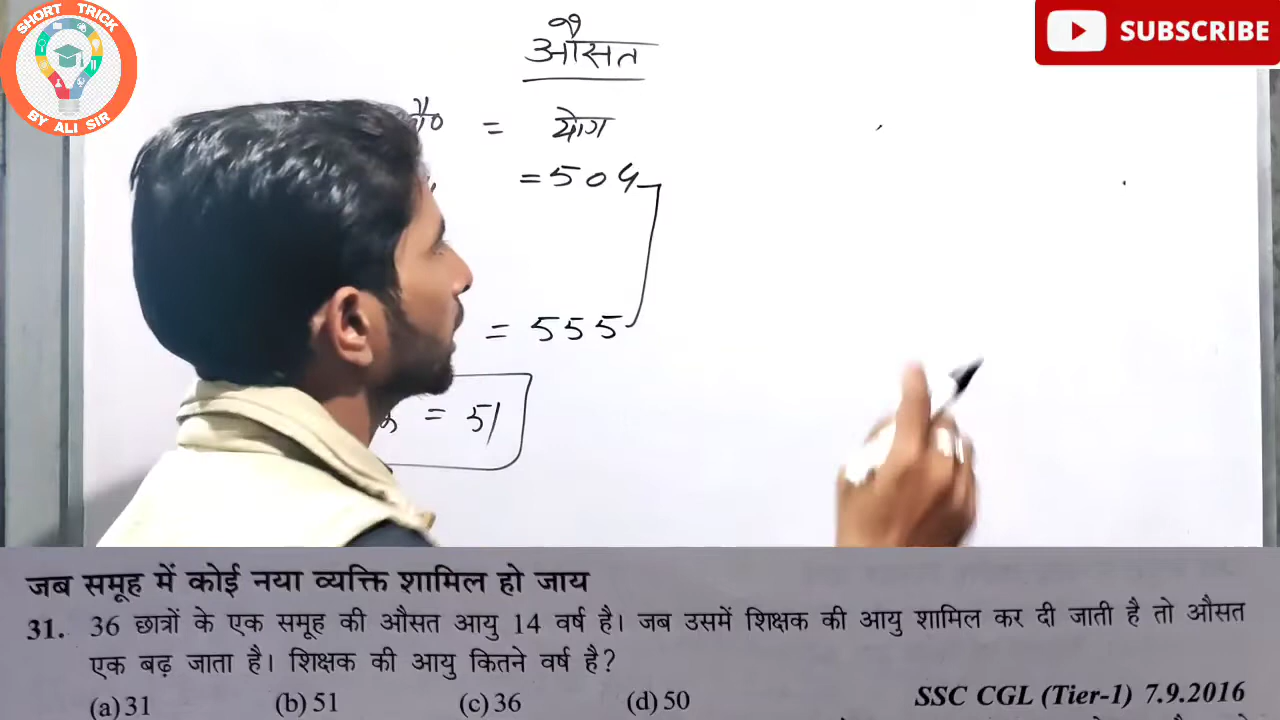 SHORT TRICK
BY ALI SIR
SUBSCRIBE
औसत
= योग
= 504
= 555
= 51
जब समूह में कोई नया व्यक्ति शामिल हो जाय
31. 36 छात्रों के एक समूह की औसत आयु 14 वर्ष है। जब उसमें शिक्षक की आयु शामिल कर दी जाती है तो औसत
एक बढ़ जाता है। शिक्षक की आयु कितने वर्ष है?
(a) 31 (b) 51 (c) 36 (d) 50 SSC CGL (Tier-1) 7.9.2016